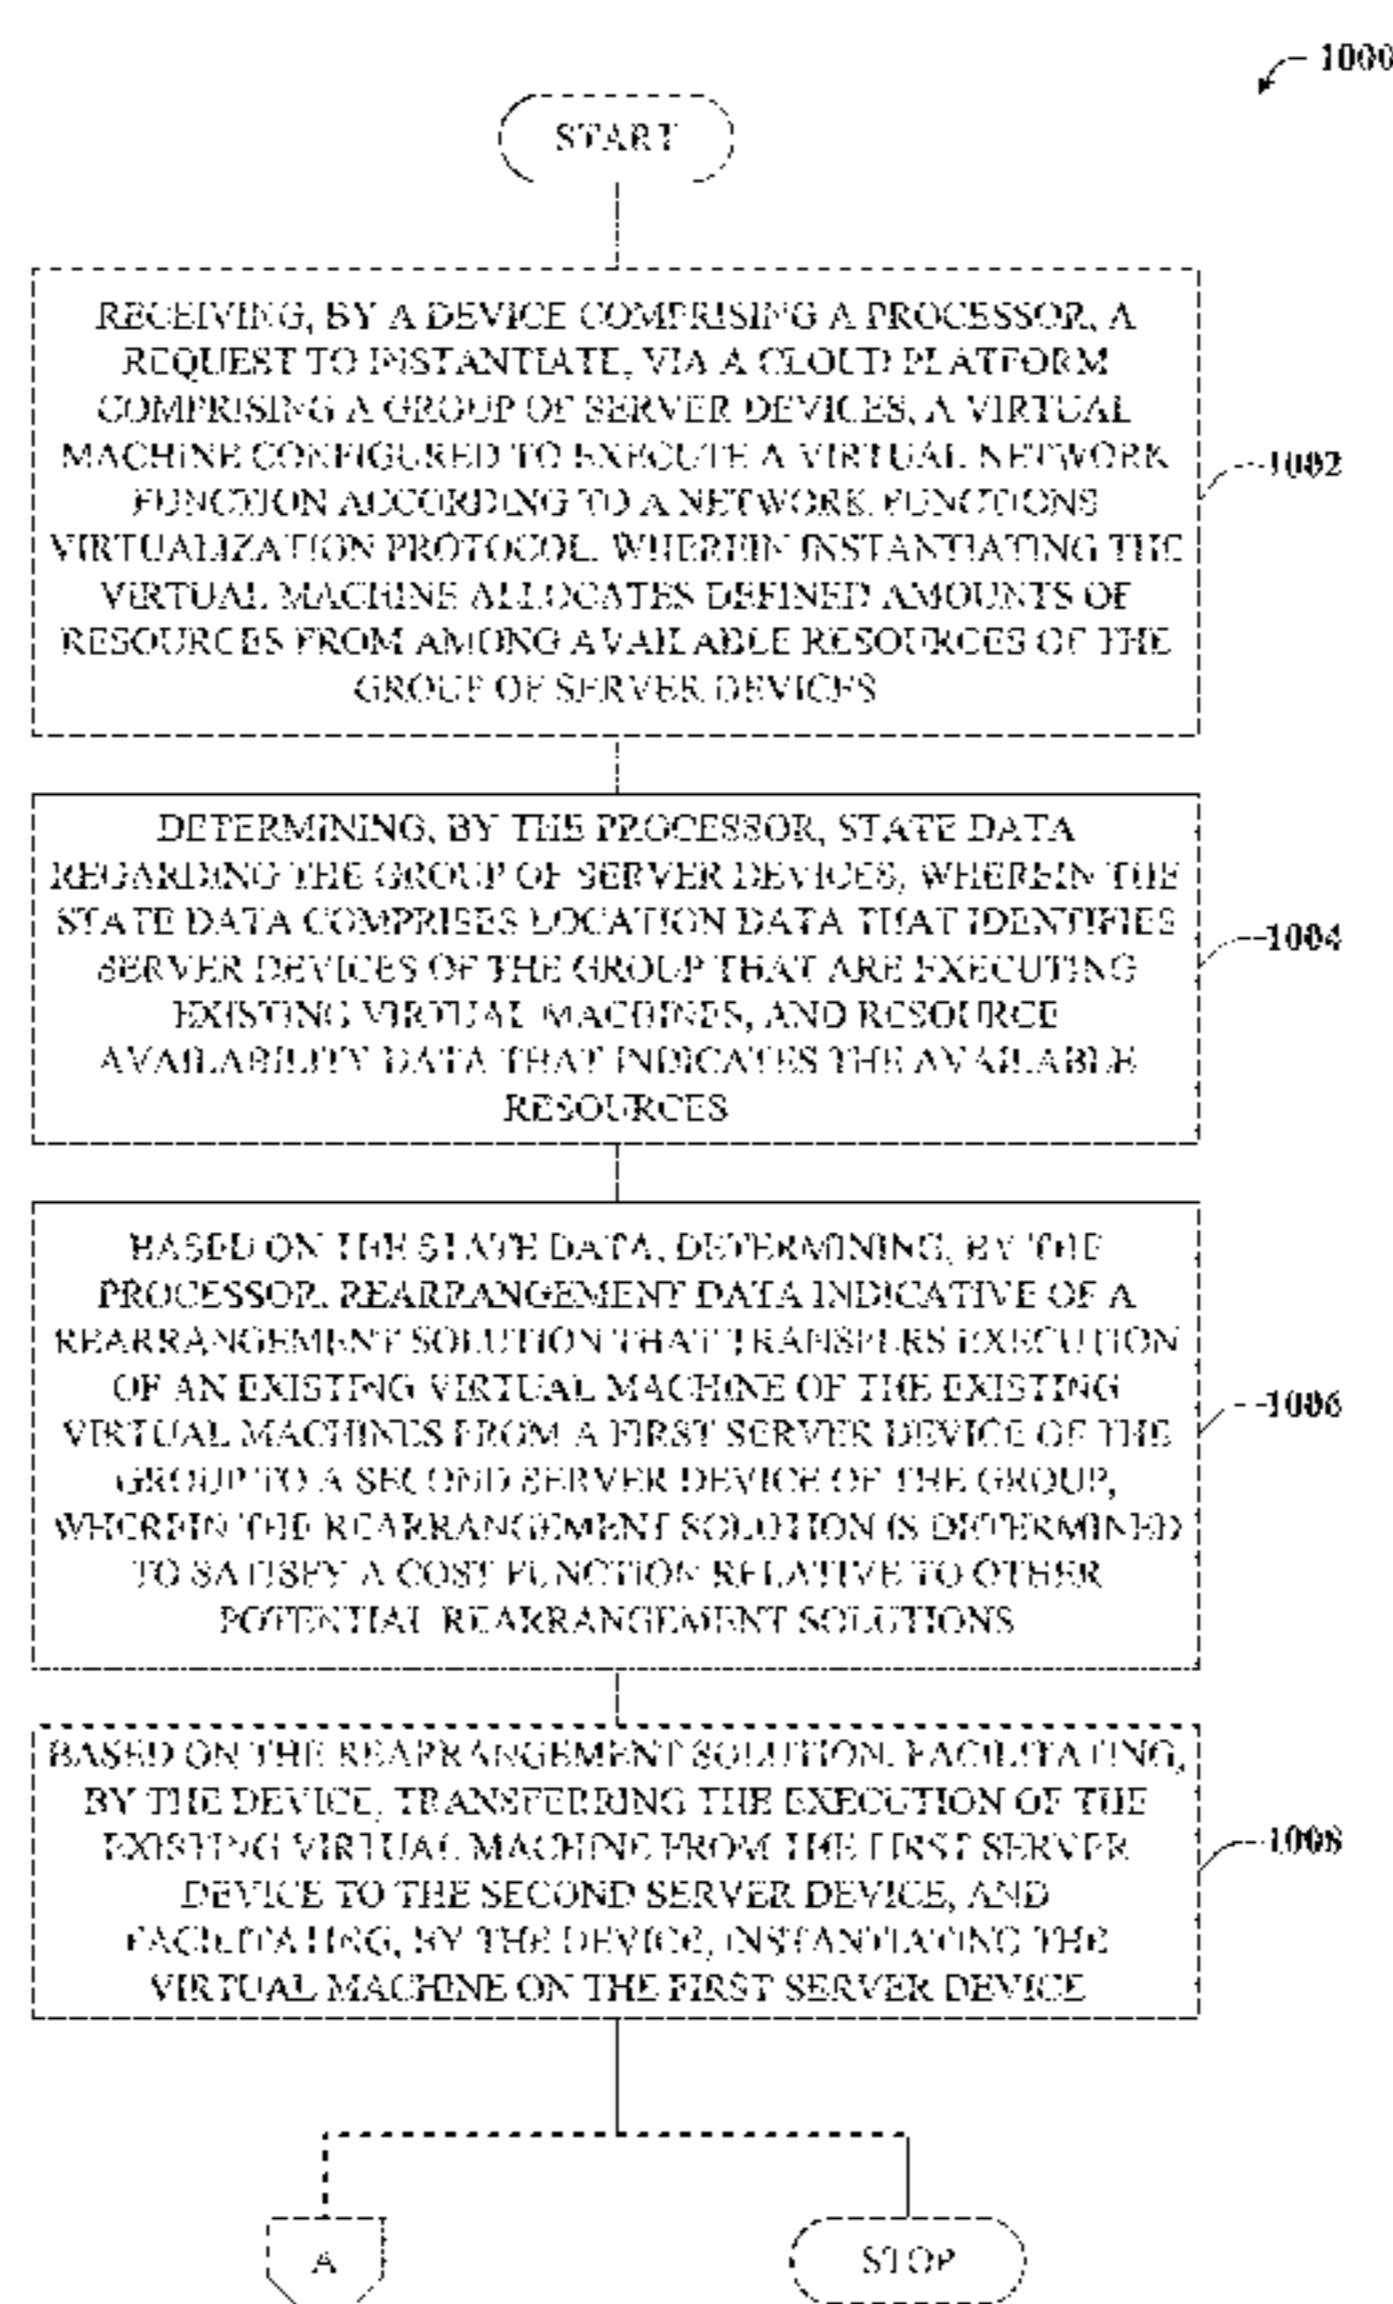 1000
START
RECEIVING, BY A DEVICE COMPRISING A PROCESSOR, A
REQUEST TO INSTANTIATE, VIA A CLOUD PLATFORM
COMPRISING A GROUP OF SERVER DEVICES, A VIRTUAL
MACHINE CONFIGURED TO EXECUTE A VIRTUAL NETWORK
FUNCTION ACCORDING TO A NETWORK FUNCTIONS
VIRTUALIZATION PROTOCOL, WHEREIN INSTANTIATING THE
VIRTUAL MACHINE ALLOCATES DEFINED AMOUNTS OF
RESOURCES FROM AMONG AVAILABLE RESOURCES OF THE
GROUP OF SERVER DEVICES
1002
DETERMINING, BY THE PROCESSOR, STATE DATA
REGARDING THE GROUP OF SERVER DEVICES, WHEREIN THE
STATE DATA COMPRISES LOCATION DATA THAT IDENTIFIES
SERVER DEVICES OF THE GROUP THAT ARE EXECUTING
EXISTING VIRTUAL MACHINES, AND RESOURCE
AVAILABILITY DATA THAT INDICATES THE AVAILABLE
RESOURCES
1004
BASED ON THE STATE DATA, DETERMINING, BY THE
PROCESSOR, REARRANGEMENT DATA INDICATIVE OF A
REARRANGEMENT SOLUTION THAT TRANSFERS EXECUTION
OF AN EXISTING VIRTUAL MACHINE OF THE EXISTING
VIRTUAL MACHINES FROM A FIRST SERVER DEVICE OF THE
GROUP TO A SECOND SERVER DEVICE OF THE GROUP,
WHEREIN THE REARRANGEMENT SOLUTION IS DETERMINED
TO SATISFY A COST FUNCTION RELATIVE TO OTHER
POTENTIAL REARRANGEMENT SOLUTIONS
1006
BASED ON THE REARRANGEMENT SOLUTION, FACILITATING,
BY THE DEVICE, TRANSFERRING THE EXECUTION OF THE
EXISTING VIRTUAL MACHINE FROM THE FIRST SERVER
DEVICE TO THE SECOND SERVER DEVICE, AND
FACILITATING, BY THE DEVICE, INSTANTIATING THE
VIRTUAL MACHINE ON THE FIRST SERVER DEVICE
1008
A
STOP